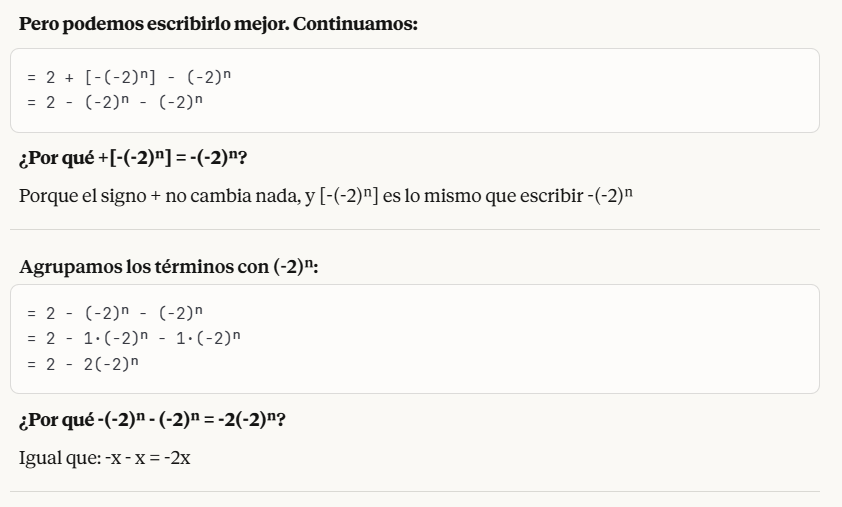 Pero podemos escribirlo mejor. Continuamos:
= 2 + [-(-2)ⁿ] - (-2)ⁿ
= 2 - (-2)ⁿ - (-2)ⁿ
¿Por qué +[-(-2)ⁿ] = -(-2)ⁿ?
Porque el signo + no cambia nada, y [-(-2)ⁿ] es lo mismo que escribir -(-2)ⁿ
Agrupamos los términos con (-2)ⁿ:
= 2 - (-2)ⁿ - (-2)ⁿ
= 2 - 1·(-2)ⁿ - 1·(-2)ⁿ
= 2 - 2(-2)ⁿ
¿Por qué -(-2)ⁿ - (-2)ⁿ = -2(-2)ⁿ?
Igual que: -x - x = -2x